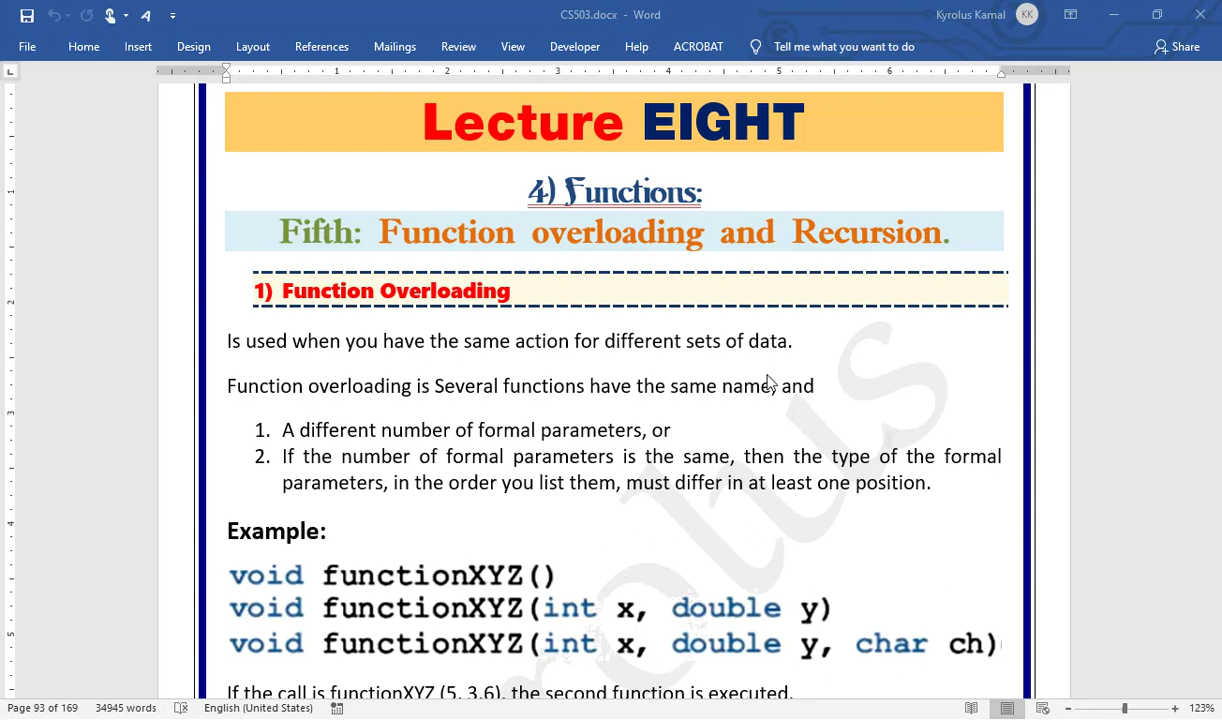 CS503.docx - Word
Kyrolus Kamal
KK
File Home Insert Design Layout References Mailings Review View Developer Help ACROBAT Tell me what you want to do Share
1 2 3 4 5 6
Lecture EIGHT
4) Functions:
Fifth: Function overloading and Recursion.
1) Function Overloading
Is used when you have the same action for different sets of data.
Function overloading is Several functions have the same name, and
1. A different number of formal parameters, or
2. If the number of formal parameters is the same, then the type of the formal
parameters, in the order you list them, must differ in at least one position.
Example:
void functionXYZ()
void functionXYZ(int x, double y)
void functionXYZ(int x, double y, char ch)
If the call is functionXYZ (5, 3.6), the second function is executed.
Page 93 of 169 34945 words English (United States) 123%